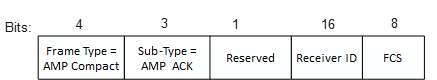 Bits: 4 3 1 16 8
Frame Type = Sub-Type = Reserved Receiver ID FCS
AMP Compact AMP ACK